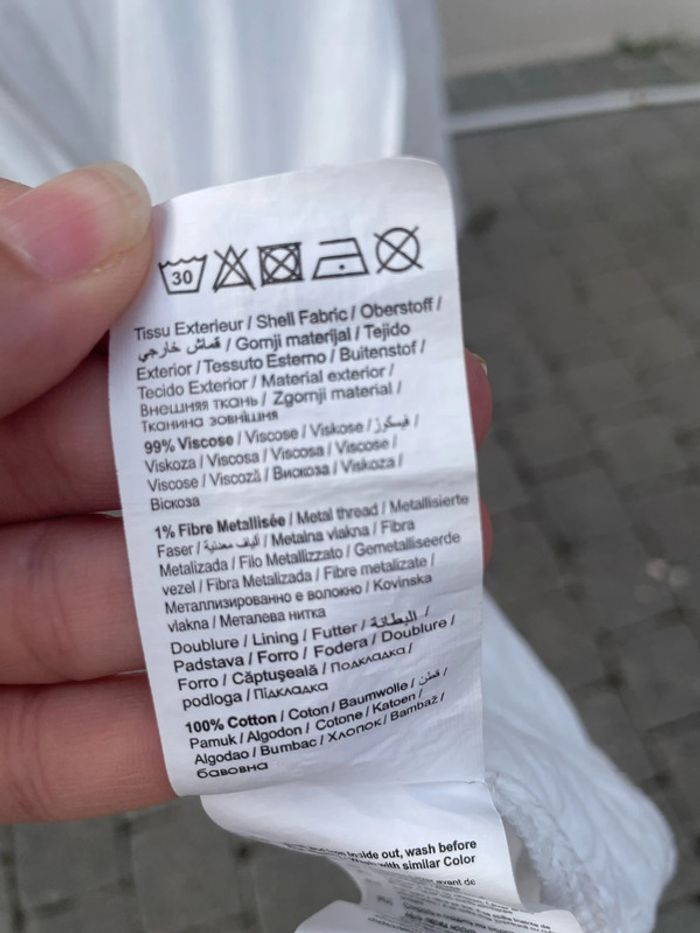 30
Tissu Exterieur / Shell Fabric / Oberstoff /
قماش خارجي / Gornji materijal / Tejido
Exterior / Tessuto Esterno / Buitenstof /
Tecido Exterior / Material exterior /
Внешняя ткань / Zgornji material /
Тканина зовнішня
99% Viscose / Viscose / Viskose / فيسكوز /
Viskoza / Viscosa / Viscosa / Viscose /
Viscose / Viscoză / Вискоза / Viskoza /
Віскоза
1% Fibre Metallisée / Metal thread / Metallisierte
Faser / ألياف معدنية / Metalna vlakna / Fibra
Metalizada / Filo Metallizzato / Gemetalliseerde
vezel / Fibra Metalizada / Fibre metalizate /
Металлизированно е волокно / Kovinska
vlakna / Металева нитка
Doublure / Lining / Futter / البطانة /
Padstava / Forro / Fodera / Doublure /
Forro / Căptuşeală / Подкладка /
podloga / Підкладка
100% Cotton / Coton / Baumwolle / قطن /
Pamuk / Algodon / Cotone / Katoen /
Algodao / Bumbac / Хлопок / Bambaž /
бавовна
inside out, wash before
with similar Color
avant de